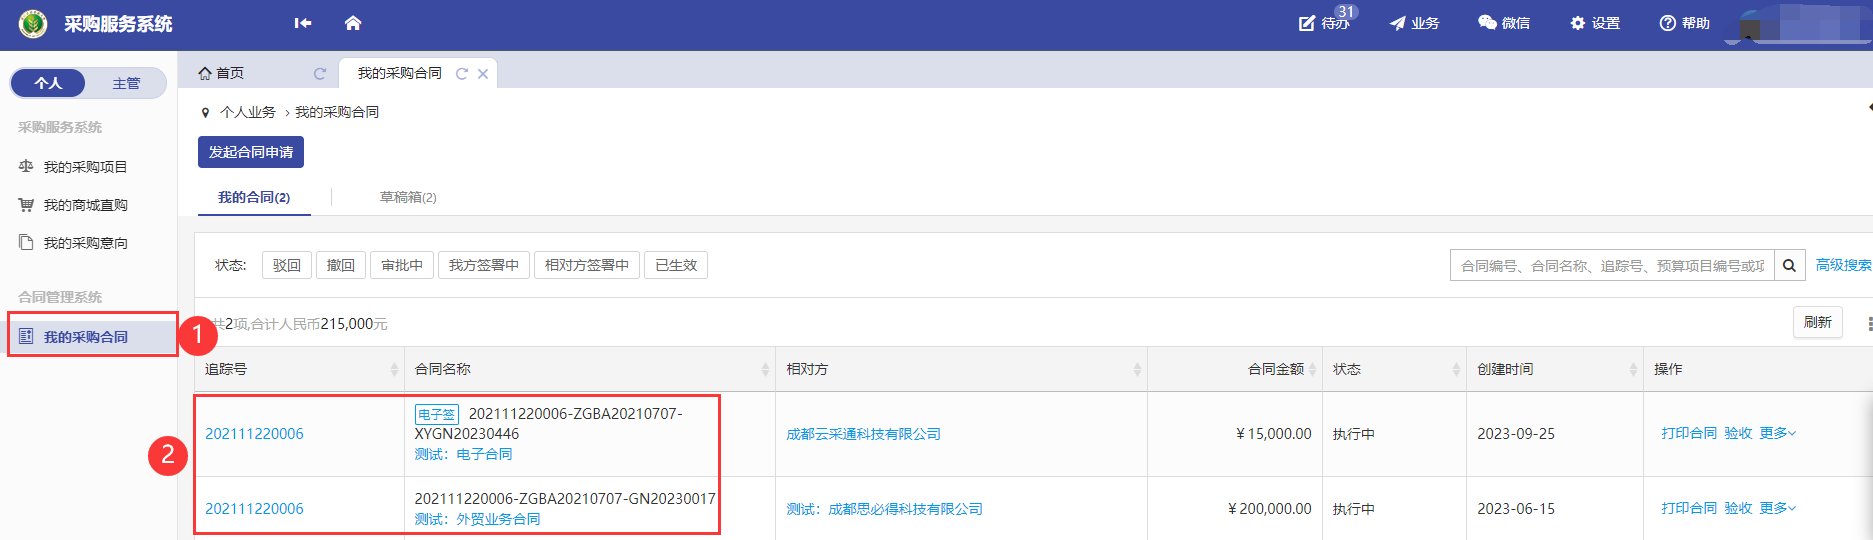 采购服务系统
待办 31 业务 微信 设置 帮助
个人 主管
首页 我的采购合同
采购服务系统
我的采购项目
我的商城直购
我的采购意向
合同管理系统
我的采购合同
1
个人业务 > 我的采购合同
发起合同申请
我的合同(2) 草稿箱(2)
状态: 驳回 撤回 审批中 我方签署中 相对方签署中 已生效
合同编号、合同名称、追踪号、预算项目编号或项 高级搜索
共2项,合计人民币215,000元 刷新
追踪号 合同名称 相对方 合同金额 状态 创建时间 操作
2
202111220006
电子签 202111220006-ZGBA20210707-
XYGN20230446
测试：电子合同
成都云采通科技有限公司 ￥15,000.00 执行中 2023-09-25 打印合同 验收 更多
202111220006
202111220006-ZGBA20210707-GN20230017
测试：外贸业务合同
测试：成都思必得科技有限公司 ￥200,000.00 执行中 2023-06-15 打印合同 验收 更多